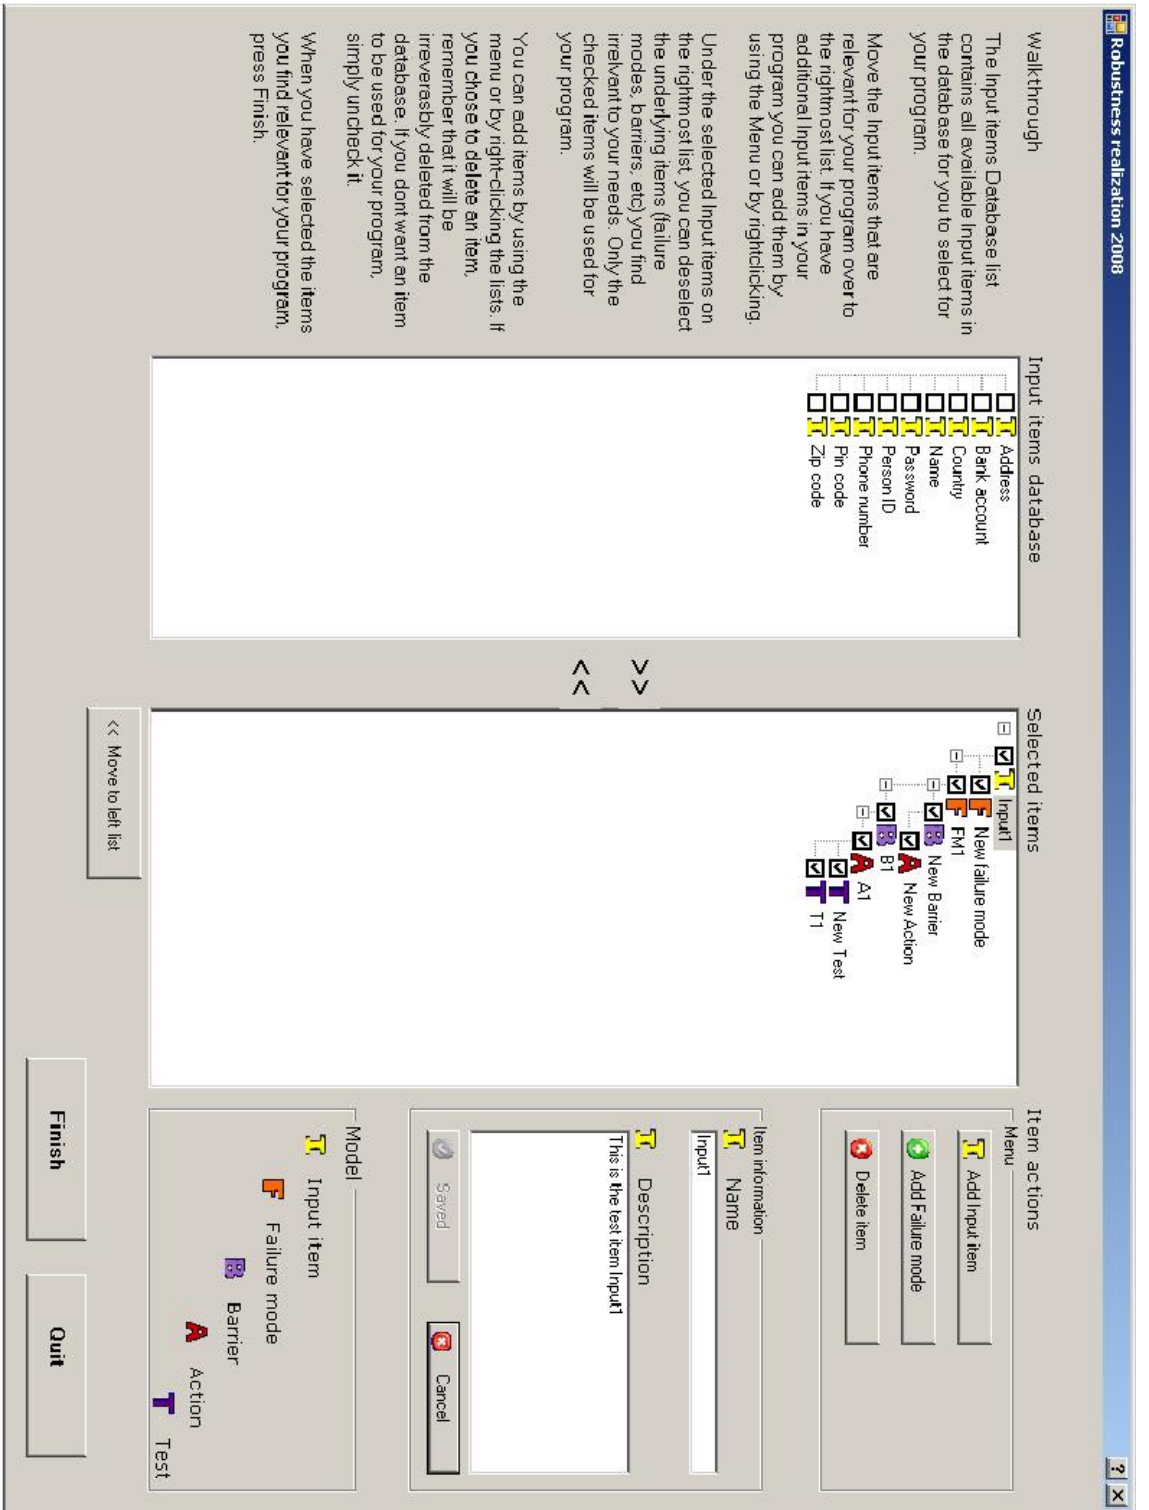 Robustness realization 2008
Walkthrough
The Input items Database list
contains all available Input items in
the database for you to select for
your program.
Move the Input items that are
relevant for your program over to
the rightmost list. If you have
additional Input items in your
program you can add them by
using the Menu or by rightclicking.
Under the selected Input items on
the rightmost list, you can deselect
the underlying items (failure
modes, barriers, etc) you find
irrelvant to your needs. Only the
checked items will be used for
your program.
You can add items by using the
menu or by right-clicking the lists. If
you chose to delete an item,
remember that it will be
irreverasbly deleted from the
database. If you dont want an item
to be used for your program,
simply uncheck it.
When you have selected the items
you find relevant for your program,
press Finish.
Input items database
Address
Bank account
Country
Name
Password
Person ID
Phone number
Pin code
Zip code
>>
<<
Selected items
Input1
New failure mode
FM1
New Barrier
New Action
B1
A1
New Test
T1
<< Move to left list
Item actions
Menu
Add Input item
Add Failure mode
Delete item
Item information
Name
Input1
Description
This is the test item Input1
Saved
Cancel
Model
I Input item
F Failure mode
B Barrier
A Action
T Test
Finish
Quit